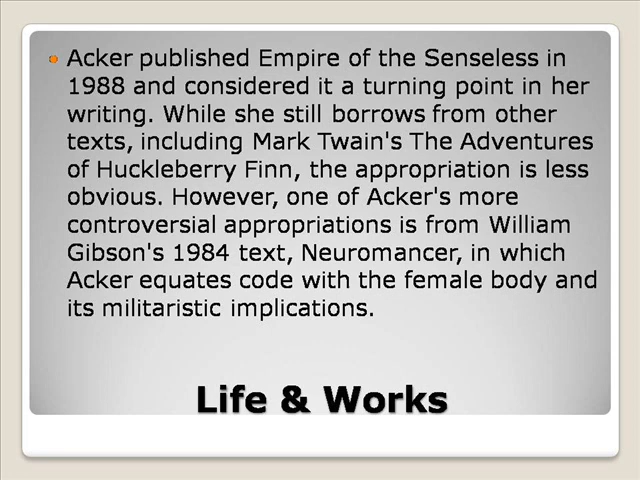 Acker published Empire of the Senseless in
1988 and considered it a turning point in her
writing. While she still borrows from other
texts, including Mark Twain's The Adventures
of Huckleberry Finn, the appropriation is less
obvious. However, one of Acker's more
controversial appropriations is from William
Gibson's 1984 text, Neuromancer, in which
Acker equates code with the female body and
its militaristic implications.
Life & Works